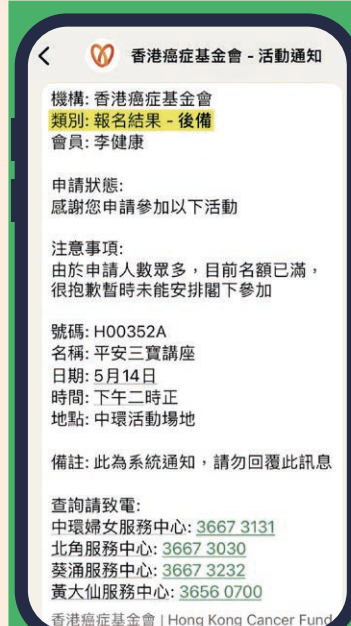 香港癌症基金會 - 活動通知
機構: 香港癌症基金會
類別: 報名結果 - 後備
會員: 李健康
申請狀態:
感謝您申請參加以下活動
注意事項:
由於申請人數眾多，目前名額已滿，
很抱歉暫時未能安排閣下參加
號碼: H00352A
名稱: 平安三寶講座
日期: 5月14日
時間: 下午二時正
地點: 中環活動場地
備註: 此為系統通知，請勿回覆此訊息
查詢請致電:
中環婦女服務中心: 3667 3131
北角服務中心: 3667 3030
葵涌服務中心: 3667 3232
黃大仙服務中心: 3656 0700
香港癌症基金會 | Hong Kong Cancer Fund